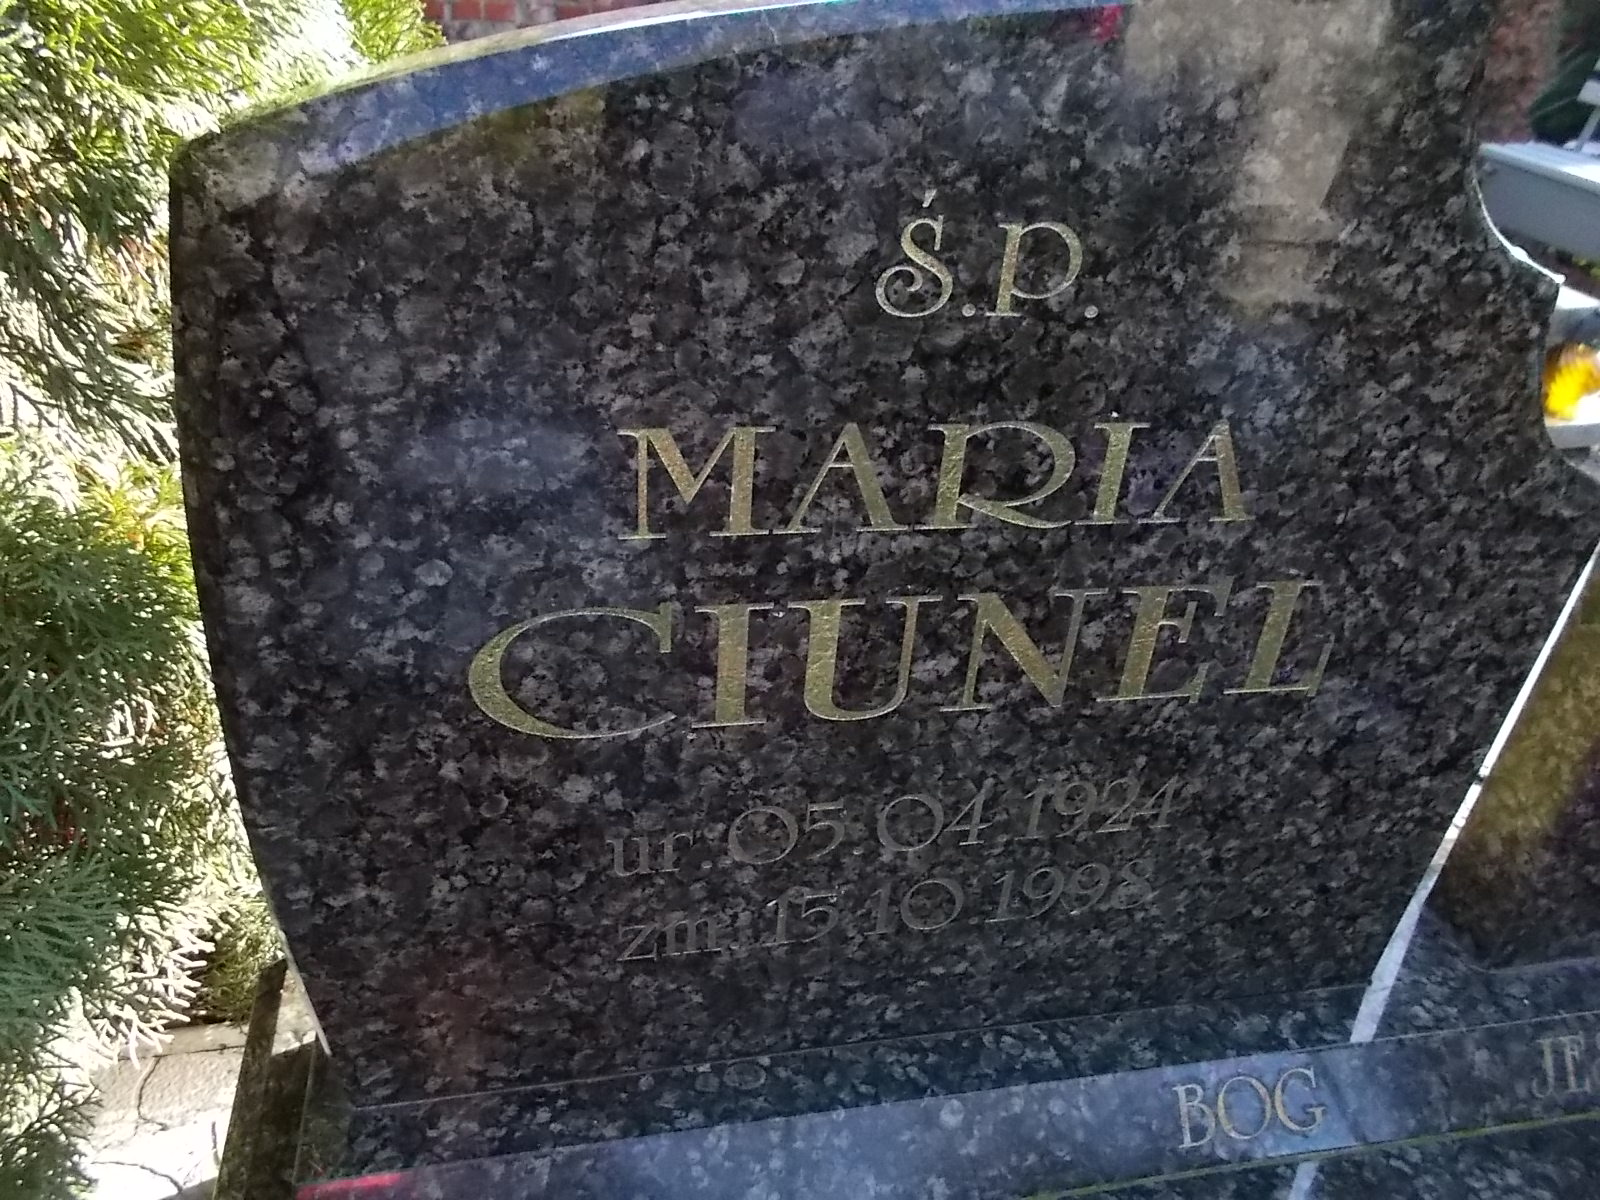 Ś.P.
MARIA
CIUNEL
ur. 05.04.1924
zm. 15.10.1998
BOG